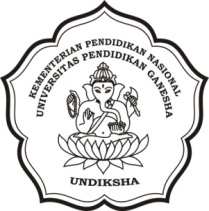 KEMENTERIAN PENDIDIKAN NASIONAL
UNIVERSITAS PENDIDIKAN GANESHA
UNDIKSHA